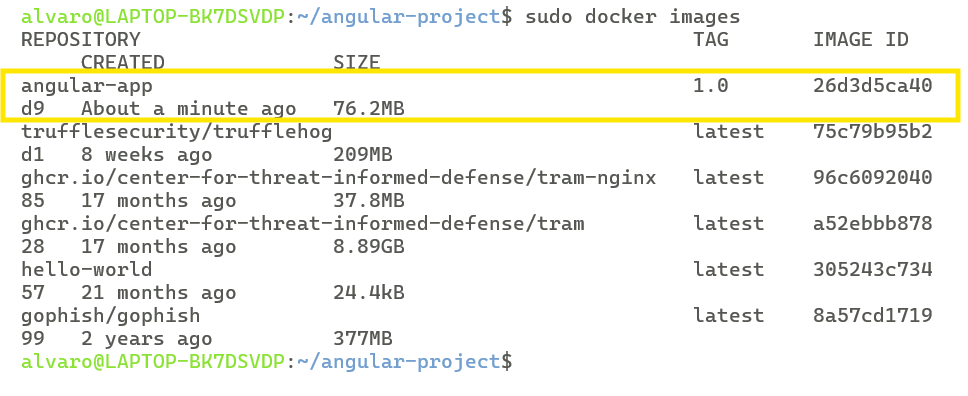 alvaro@LAPTOP-BK7DSVDP:~/angular-project$ sudo docker images
REPOSITORY TAG IMAGE ID
CREATED SIZE
angular-app 1.0 26d3d5ca40
d9 About a minute ago 76.2MB
trufflesecurity/trufflehog latest 75c79b95b2
d1 8 weeks ago 209MB
ghcr.io/center-for-threat-informed-defense/tram-nginx latest 96c6092040
85 17 months ago 37.8MB
ghcr.io/center-for-threat-informed-defense/tram latest a52ebbb878
28 17 months ago 8.89GB
hello-world latest 305243c734
57 21 months ago 24.4kB
gophish/gophish latest 8a57cd1719
99 2 years ago 377MB
alvaro@LAPTOP-BK7DSVDP:~/angular-project$